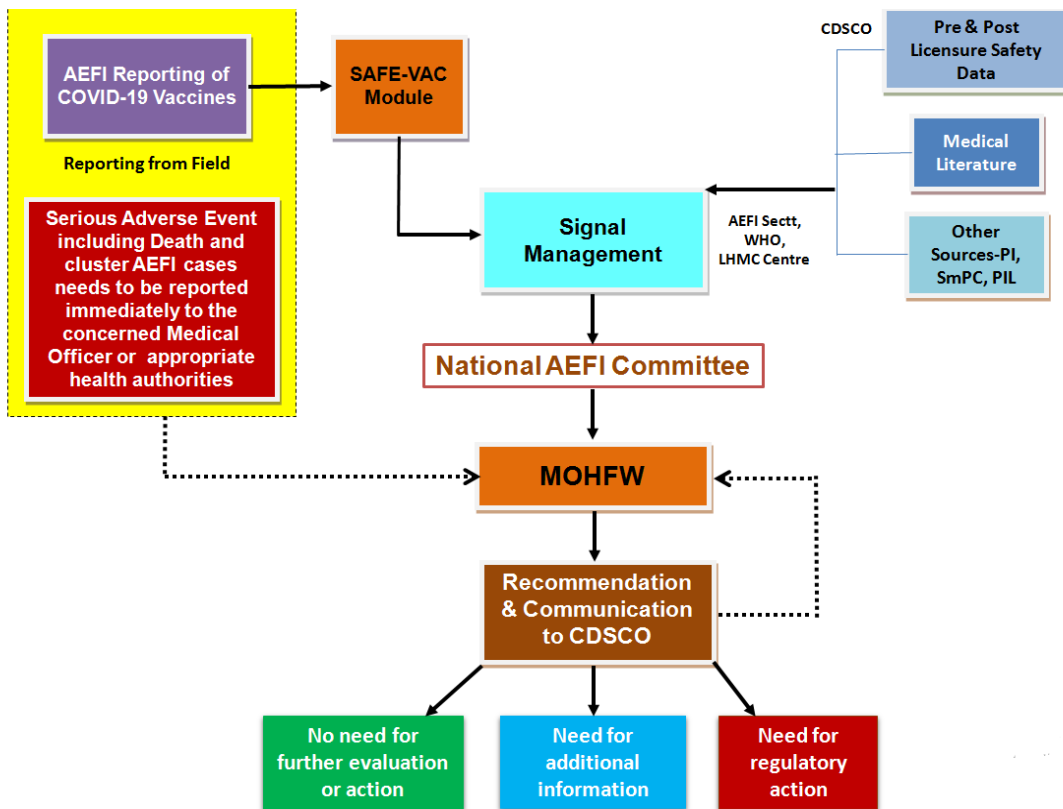 AEFI Reporting of
COVID-19 Vaccines
Reporting from Field
Serious Adverse Event
including Death and
cluster AEFI cases
needs to be reported
immediately to the
concerned Medical
Officer or appropriate
health authorities
SAFE-VAC
Module
CDSCO
Pre & Post
Licensure Safety
Data
Medical
Literature
Other
Sources-PI,
SmPC, PIL
Signal
Management
AEFI Sectt,
WHO,
LHMC Centre
National AEFI Committee
MOHFW
Recommendation
& Communication
to CDSCO
No need for
further evaluation
or action
Need for
additional
information
Need for
regulatory
action